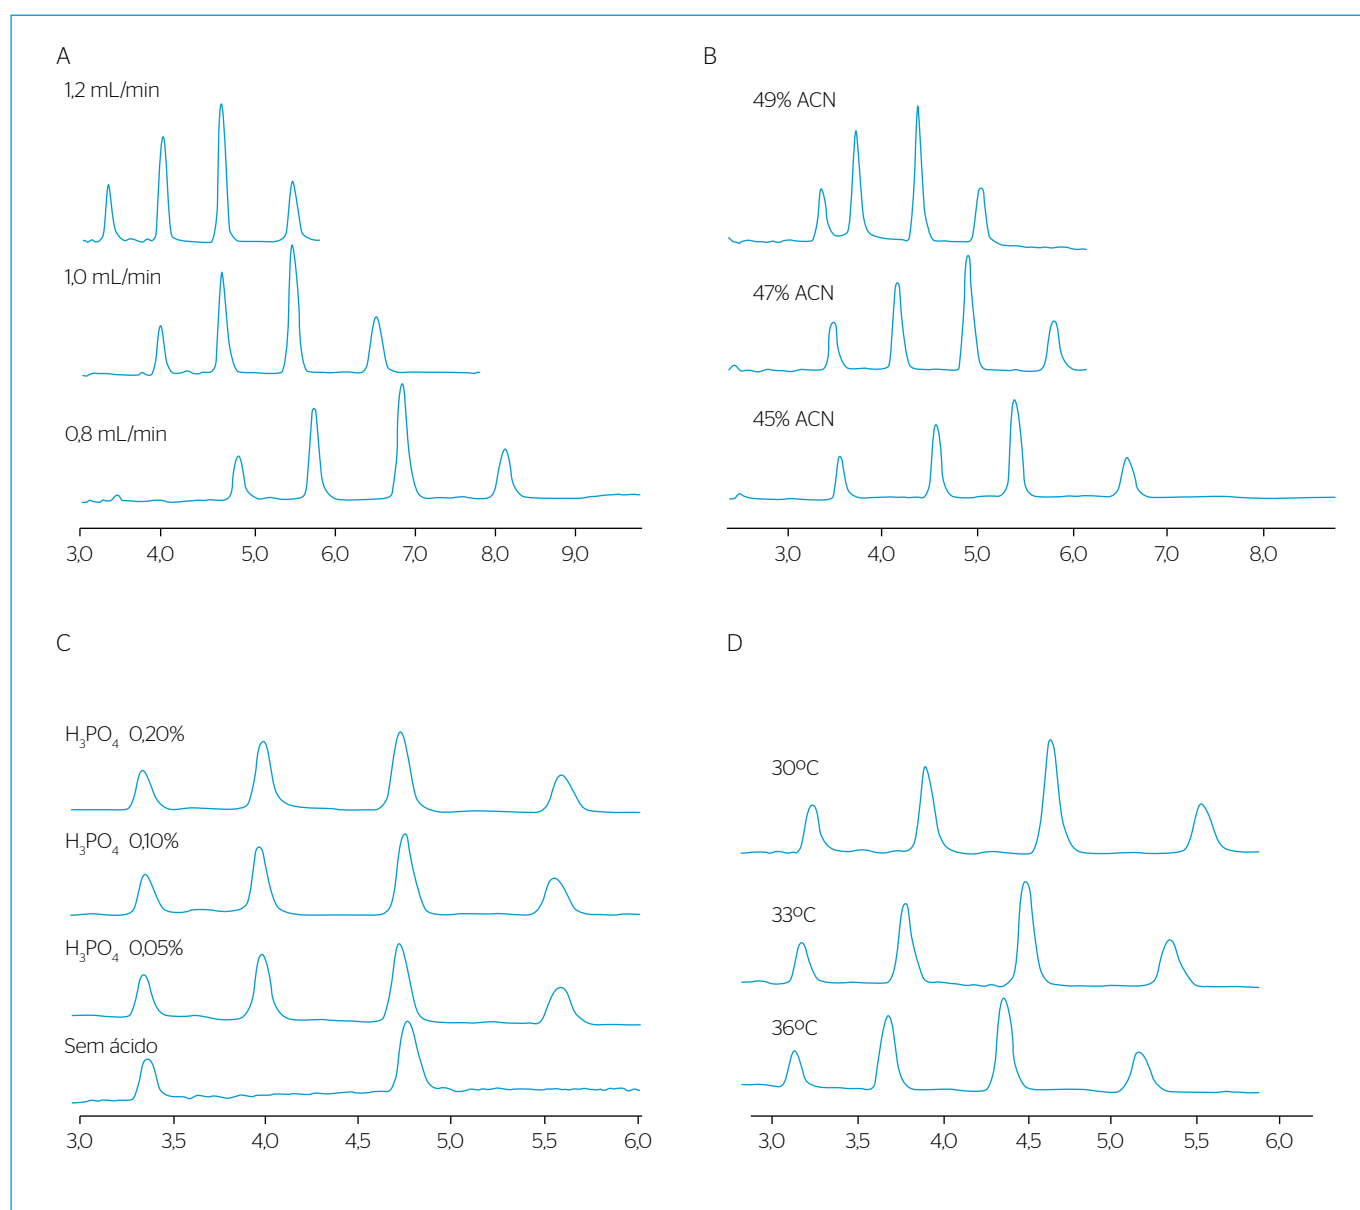 A
1,2 mL/min
1,0 mL/min
0,8 mL/min
3,0 4,0 5,0 6,0 7,0 8,0 9,0
B
49% ACN
47% ACN
45% ACN
3,0 4,0 5,0 6,0 7,0 8,0
C
H₃PO₄ 0,20%
H₃PO₄ 0,10%
H₃PO₄ 0,05%
Sem ácido
3,0 3,5 4,0 4,5 5,0 5,5 6,0
D
30ºC
33ºC
36ºC
3,0 3,5 4,0 4,5 5,0 5,5 6,0